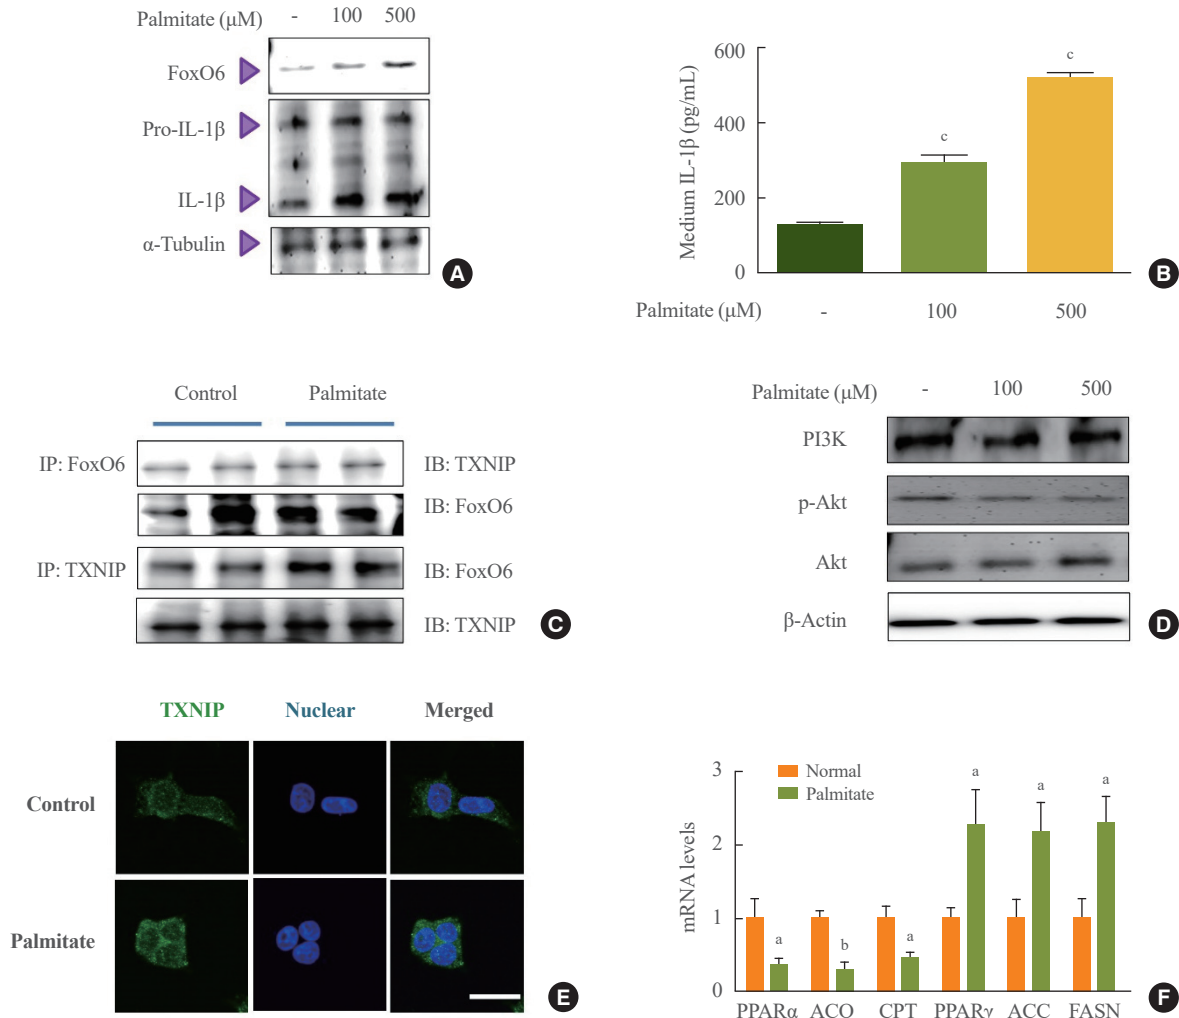 Palmitate (μM) - 100 500
FoxO6
Pro-IL-1β
IL-1β
α-Tubulin
A
Medium IL-1β (pg/mL)
600
400
200
0
c
c
Palmitate (μM) - 100 500
B
Control Palmitate
IP: FoxO6 IB: TXNIP
IB: FoxO6
IP: TXNIP IB: FoxO6
IB: TXNIP
C
Palmitate (μM) - 100 500
PI3K
p-Akt
Akt
β-Actin
D
TXNIP Nuclear Merged
Control
Palmitate
E
mRNA levels
3
2
1
0
Normal
Palmitate
a b a a a a
PPARα ACO CPT PPARγ ACC FASN
F